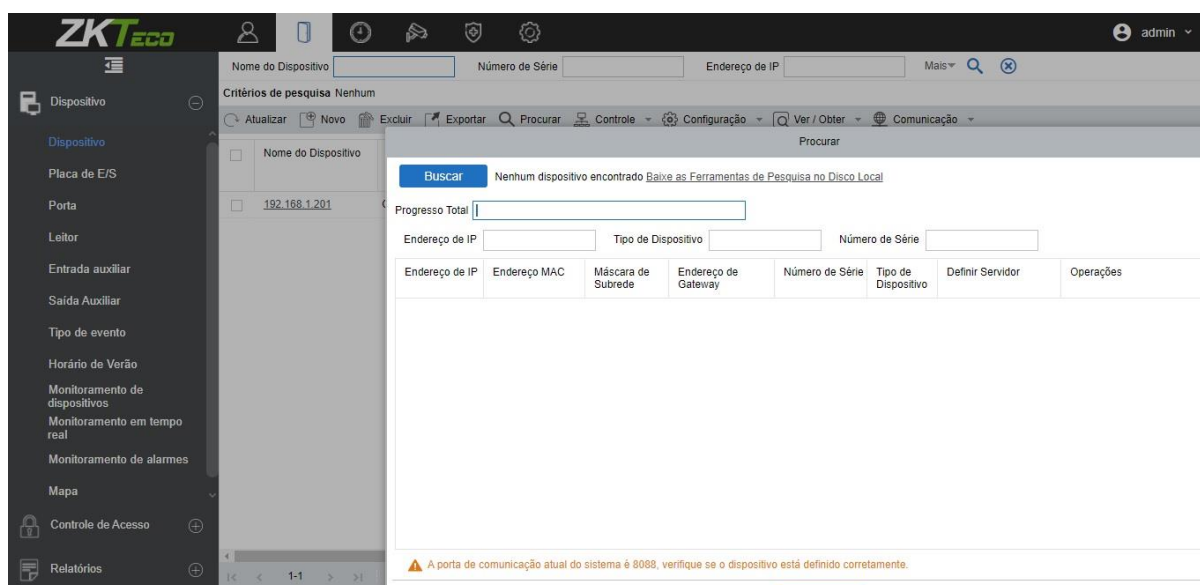 ZKTeco
admin
Nome do Dispositivo Número de Série Endereço de IP Mais
Critérios de pesquisa Nenhum
Atualizar Novo Excluir Exportar Procurar Controle Configuração Ver / Obter Comunicação
Dispositivo
Dispositivo
Placa de E/S
Porta
Leitor
Entrada auxiliar
Saída Auxiliar
Tipo de evento
Horário de Verão
Monitoramento de
dispositivos
Monitoramento em tempo
real
Monitoramento de alarmes
Mapa
Controle de Acesso
Relatórios
Nome do Dispositivo
192.168.1.201
1-1
Procurar
Buscar Nenhum dispositivo encontrado Baixe as Ferramentas de Pesquisa no Disco Local
Progresso Total
Endereço de IP Tipo de Dispositivo Número de Série
Endereço de IP Endereço MAC Máscara de Endereço de Número de Série Tipo de Definir Servidor Operações
Subrede Gateway Dispositivo
A porta de comunicação atual do sistema é 8088, verifique se o dispositivo está definido corretamente.